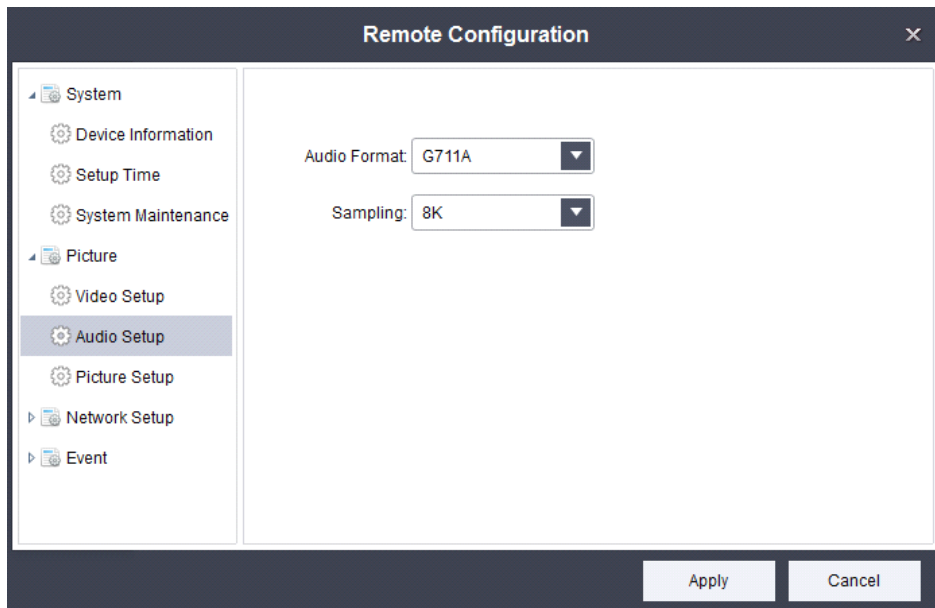 Remote Configuration
System
Device Information
Setup Time
System Maintenance
Picture
Video Setup
Audio Setup
Picture Setup
Network Setup
Event
Audio Format: G711A
Sampling: 8K
Apply
Cancel